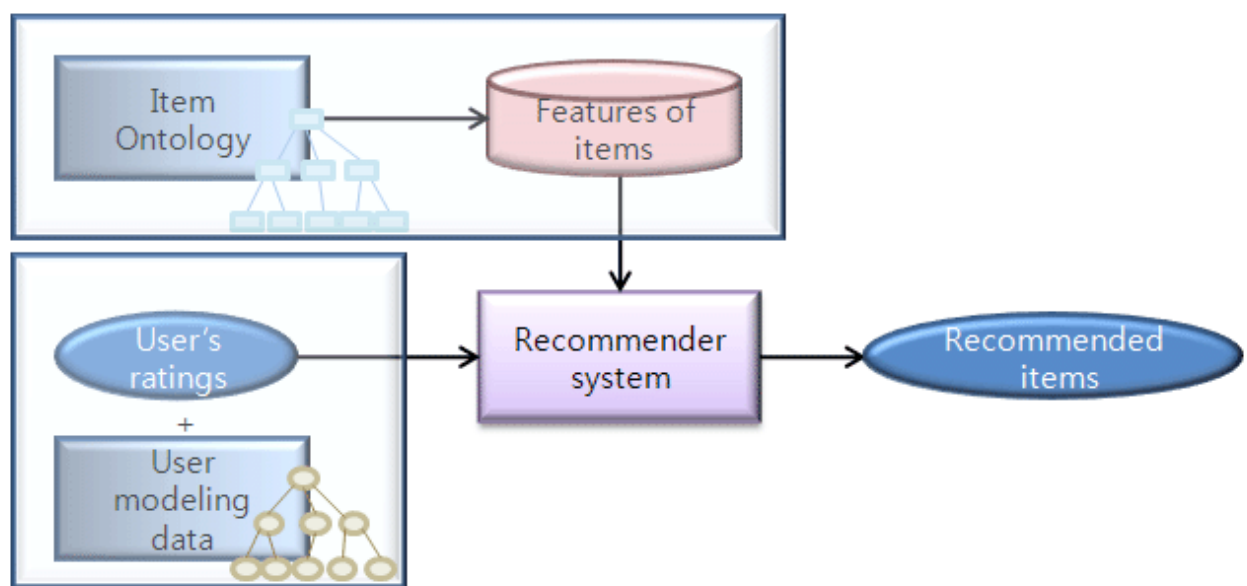 Item
Ontology
Features of
items
User's
ratings
+
User
modeling
data
Recommender
system
Recommended
items